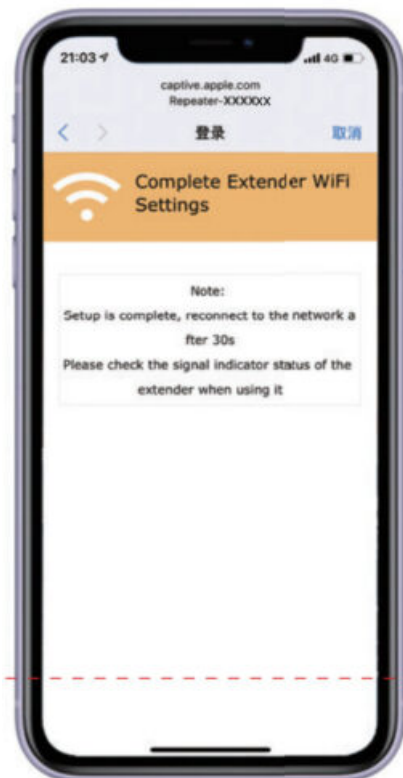 21:03
4G
captive.apple.com
Repeater-XXXXXX
登录
取消
Complete Extender WiFi
Settings
Note:
Setup is complete, reconnect to the network a
fter 30s
Please check the signal indicator status of the
extender when using it